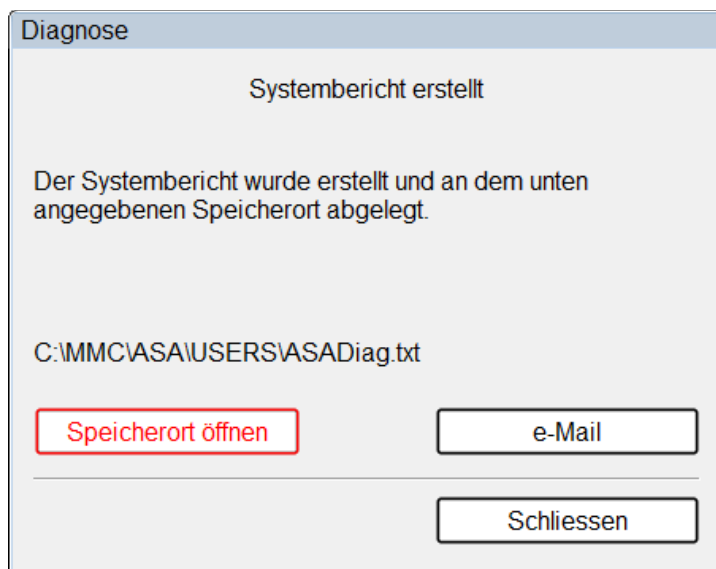 Diagnose
Systembericht erstellt
Der Systembericht wurde erstellt und an dem unten
angegebenen Speicherort abgelegt.
C:\MMC\ASA\USERS\ASADiag.txt
Speicherort öffnen
e-Mail
Schliessen